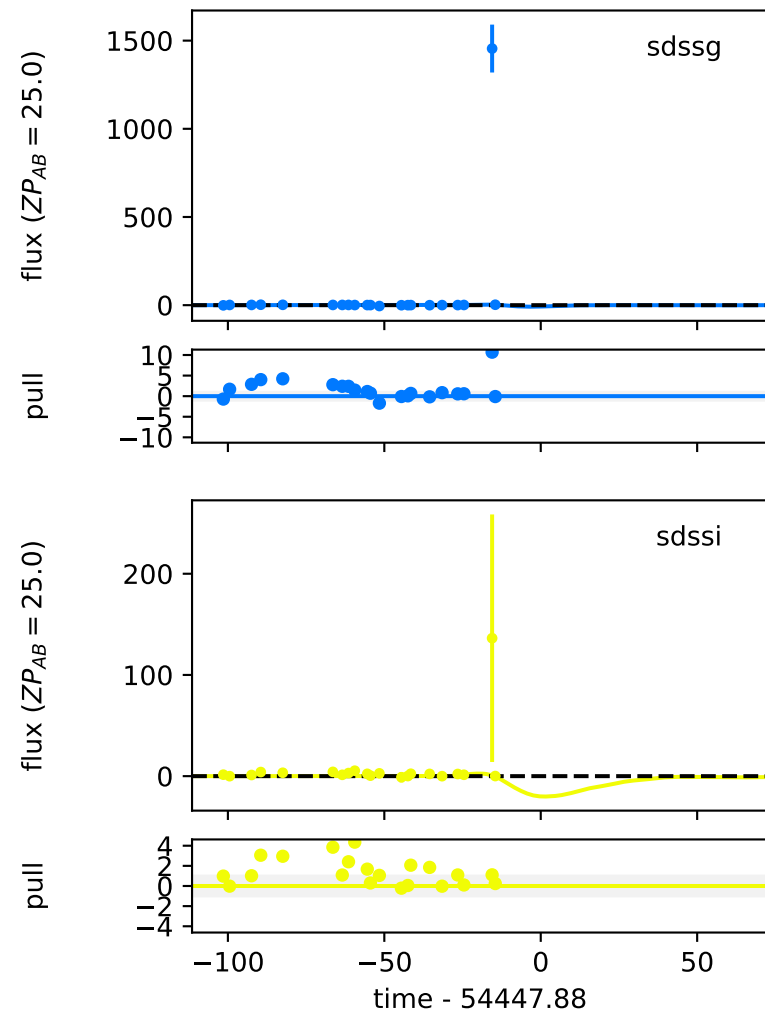 sdssg
flux (ZP_AB = 25.0)
1500
1000
500
0
pull
10
5
0
−5
−10
sdssi
flux (ZP_AB = 25.0)
200
100
0
pull
4
2
0
−2
−4
−100 −50 0 50
time - 54447.88